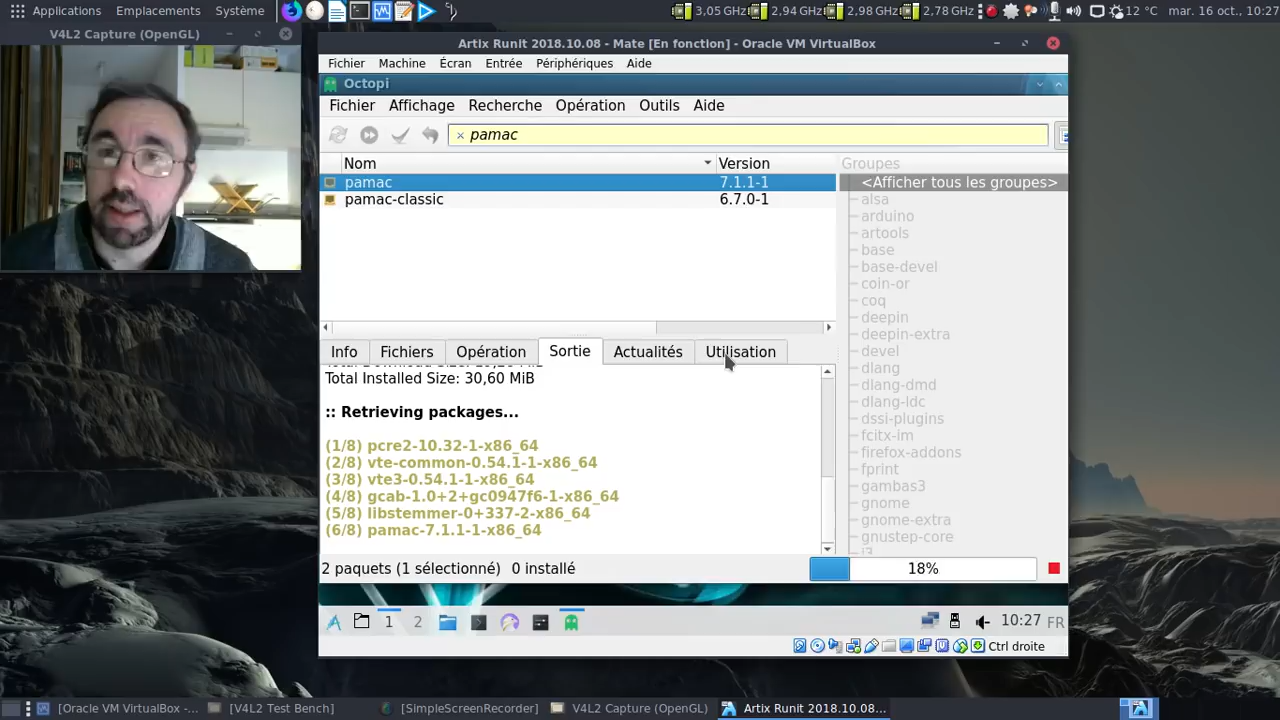 Applications Emplacements Système 3,05 GHz 2,94 GHz 2,98 GHz 2,78 GHz 12 °C mar. 16 oct., 10:27
V4L2 Capture (OpenGL)
Artix Runit 2018.10.08 - Mate [En fonction] - Oracle VM VirtualBox
Fichier Machine Écran Entrée Périphériques Aide
Octopi
Fichier Affichage Recherche Opération Outils Aide
pamac
Nom Version
pamac 7.1.1-1
pamac-classic 6.7.0-1
Groupes
<Afficher tous les groupes>
alsa
arduino
artools
base
base-devel
coin-or
coq
deepin
deepin-extra
devel
dlang
dlang-dmd
dlang-ldc
dssi-plugins
fcitx-im
firefox-addons
fprint
gambas3
gnome
gnome-extra
gnustep-core
i3
Info Fichiers Opération Sortie Actualités Utilisation
Total Installed Size: 30,60 MiB
:: Retrieving packages...
(1/8) pcre2-10.32-1-x86_64
(2/8) vte-common-0.54.1-1-x86_64
(3/8) vte3-0.54.1-1-x86_64
(4/8) gcab-1.0+2+gc0947f6-1-x86_64
(5/8) libstemmer-0+337-2-x86_64
(6/8) pamac-7.1.1-1-x86_64
2 paquets (1 sélectionné) 0 installé 18%
1 2 10:27 FR
Ctrl droite
[Oracle VM VirtualBox -... [V4L2 Test Bench] [SimpleScreenRecorder] V4L2 Capture (OpenGL) Artix Runit 2018.10.08...